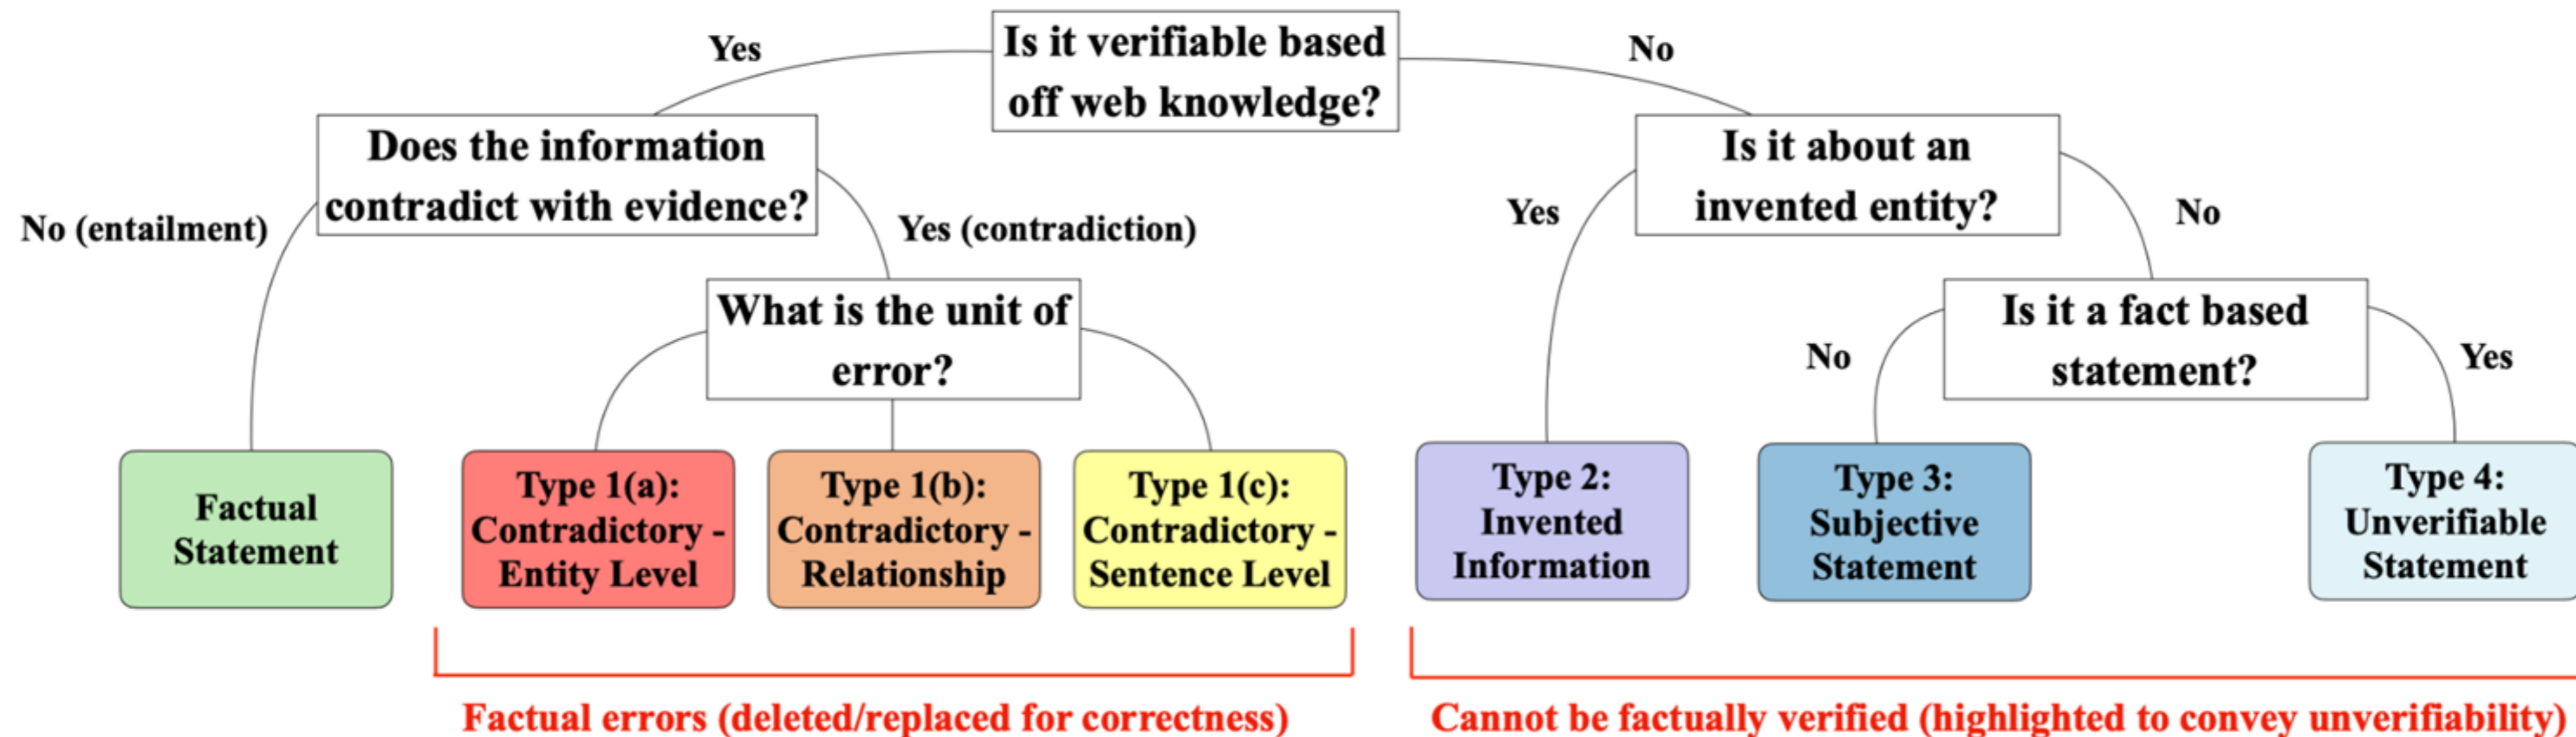 Is it verifiable based
off web knowledge?
Yes
No
Does the information
contradict with evidence?
Is it about an
invented entity?
No (entailment)
Yes (contradiction)
Yes
No
What is the unit of
error?
Is it a fact based
statement?
No
Yes
Factual
Statement
Type 1(a):
Contradictory -
Entity Level
Type 1(b):
Contradictory -
Relationship
Type 1(c):
Contradictory -
Sentence Level
Type 2:
Invented
Information
Type 3:
Subjective
Statement
Type 4:
Unverifiable
Statement
Factual errors (deleted/replaced for correctness)
Cannot be factually verified (highlighted to convey unverifiability)